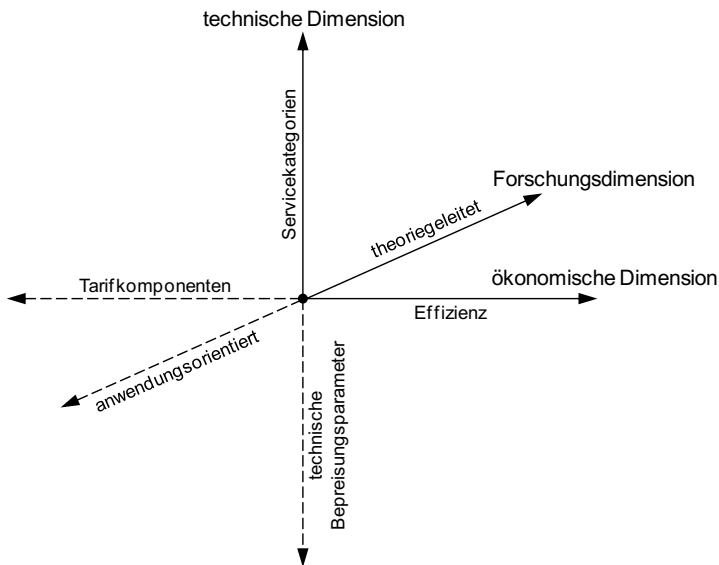 technische Dimension
Servicekategorien
Forschungsdimension
theoriegeleitet
ökonomische Dimension
Tarifkomponenten
Effizienz
anwendungsorientiert
technische
Bepreisungsparameter